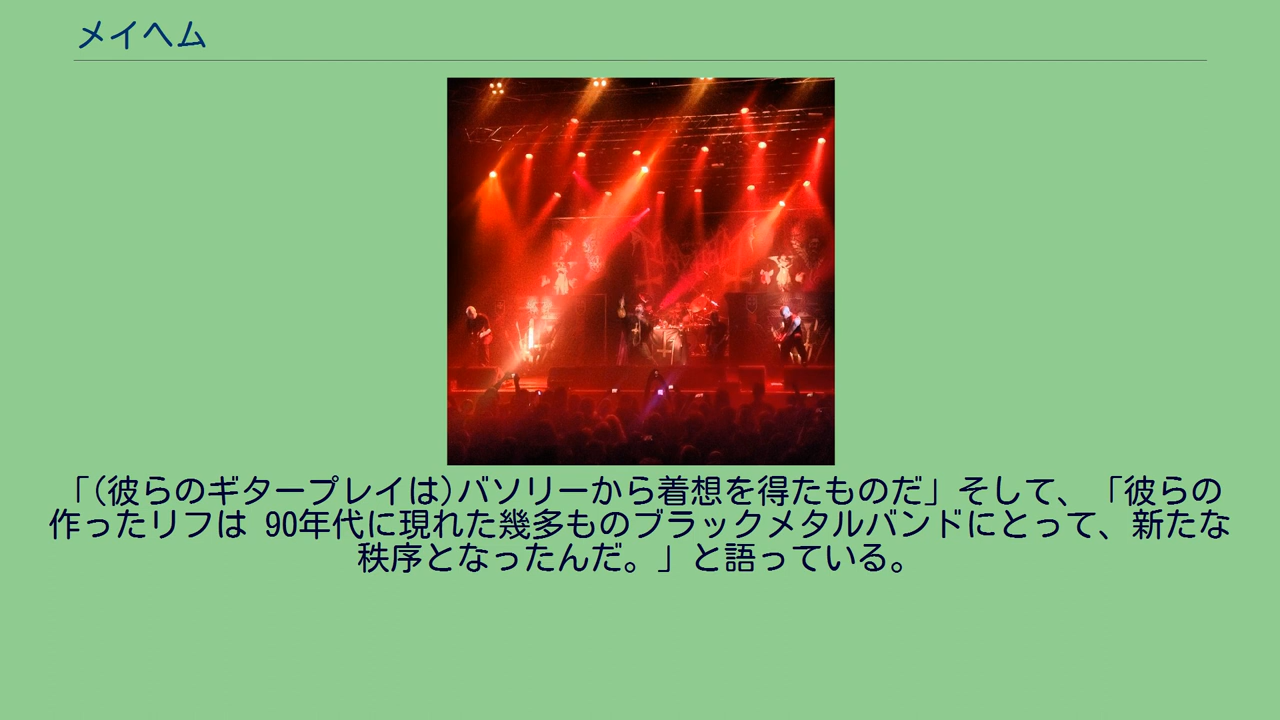 メイヘム
「(彼らのギタープレイは)バソリーから着想を得たものだ」そして、「彼らの
作ったリフは 90年代に現れた幾多ものブラックメタルバンドにとって、新たな
秩序となったんだ。」と語っている。